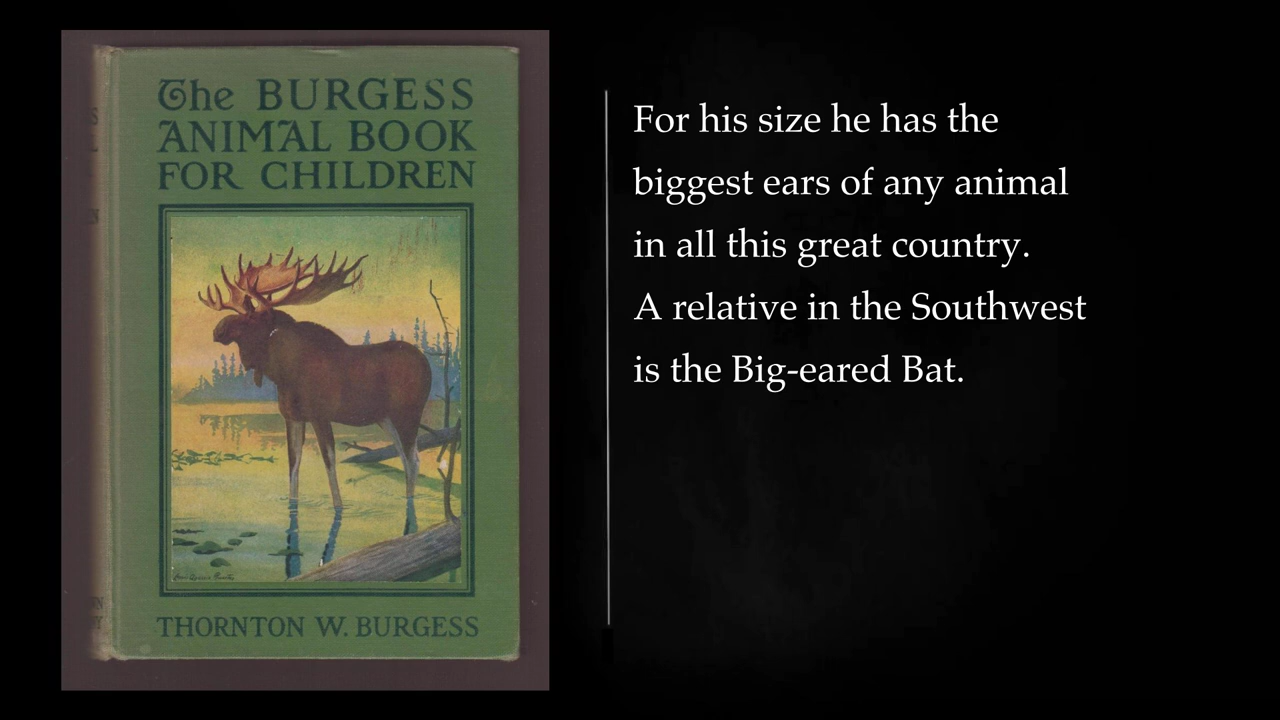 The BURGESS
ANIMAL BOOK
FOR CHILDREN
THORNTON W. BURGESS
For his size he has the
biggest ears of any animal
in all this great country.
A relative in the Southwest
is the Big-eared Bat.